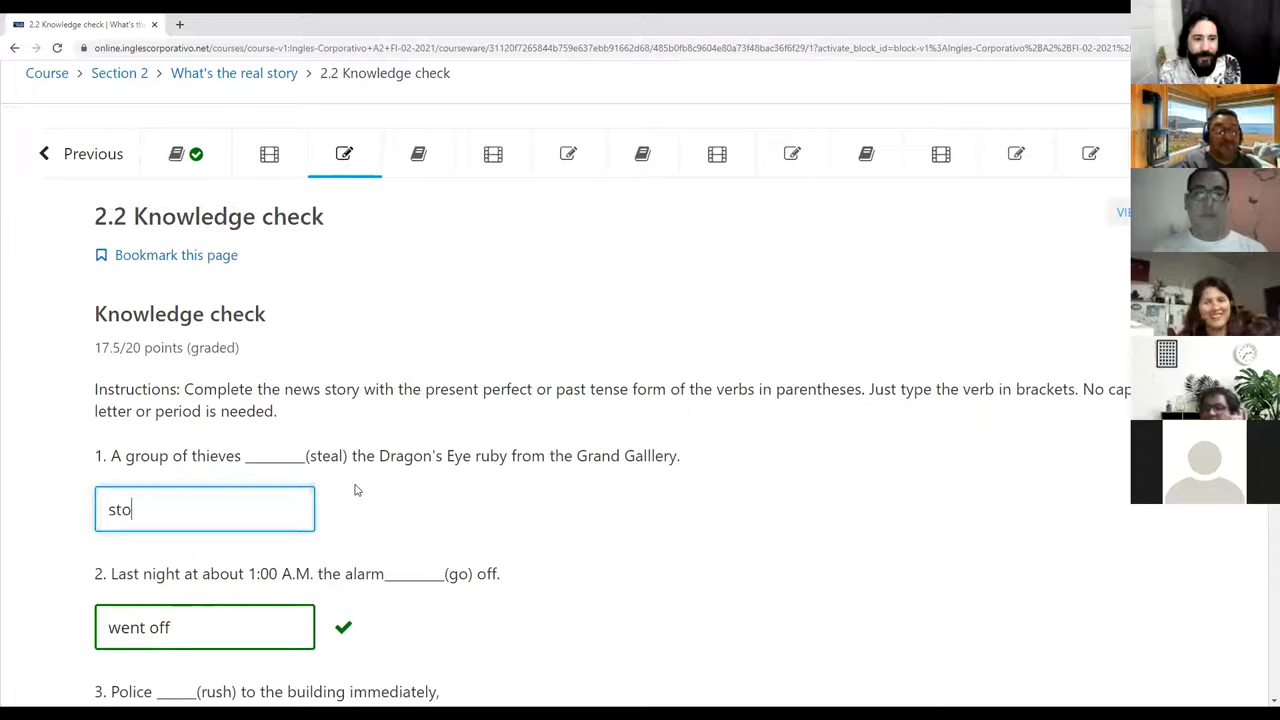 2.2 Knowledge check | What's th
online.inglescorporativo.net/courses/course-v1:Ingles-Corporativo+A2+FI-02-2021/courseware/31120f7265844b759e637ebb91662d68/485b0fb8c9604e80a73f48bac36f6f29/1?activate_block_id=block-v1%3AIngles-Corporativo%2BA2%2BFI-02-2021%
Course > Section 2 > What's the real story > 2.2 Knowledge check
Previous
2.2 Knowledge check
VIE
Bookmark this page
Knowledge check
17.5/20 points (graded)
Instructions: Complete the news story with the present perfect or past tense form of the verbs in parentheses. Just type the verb in brackets. No cap
letter or period is needed.
1. A group of thieves ________(steal) the Dragon's Eye ruby from the Grand Galllery.
sto
2. Last night at about 1:00 A.M. the alarm________(go) off.
went off
3. Police _____(rush) to the building immediately,